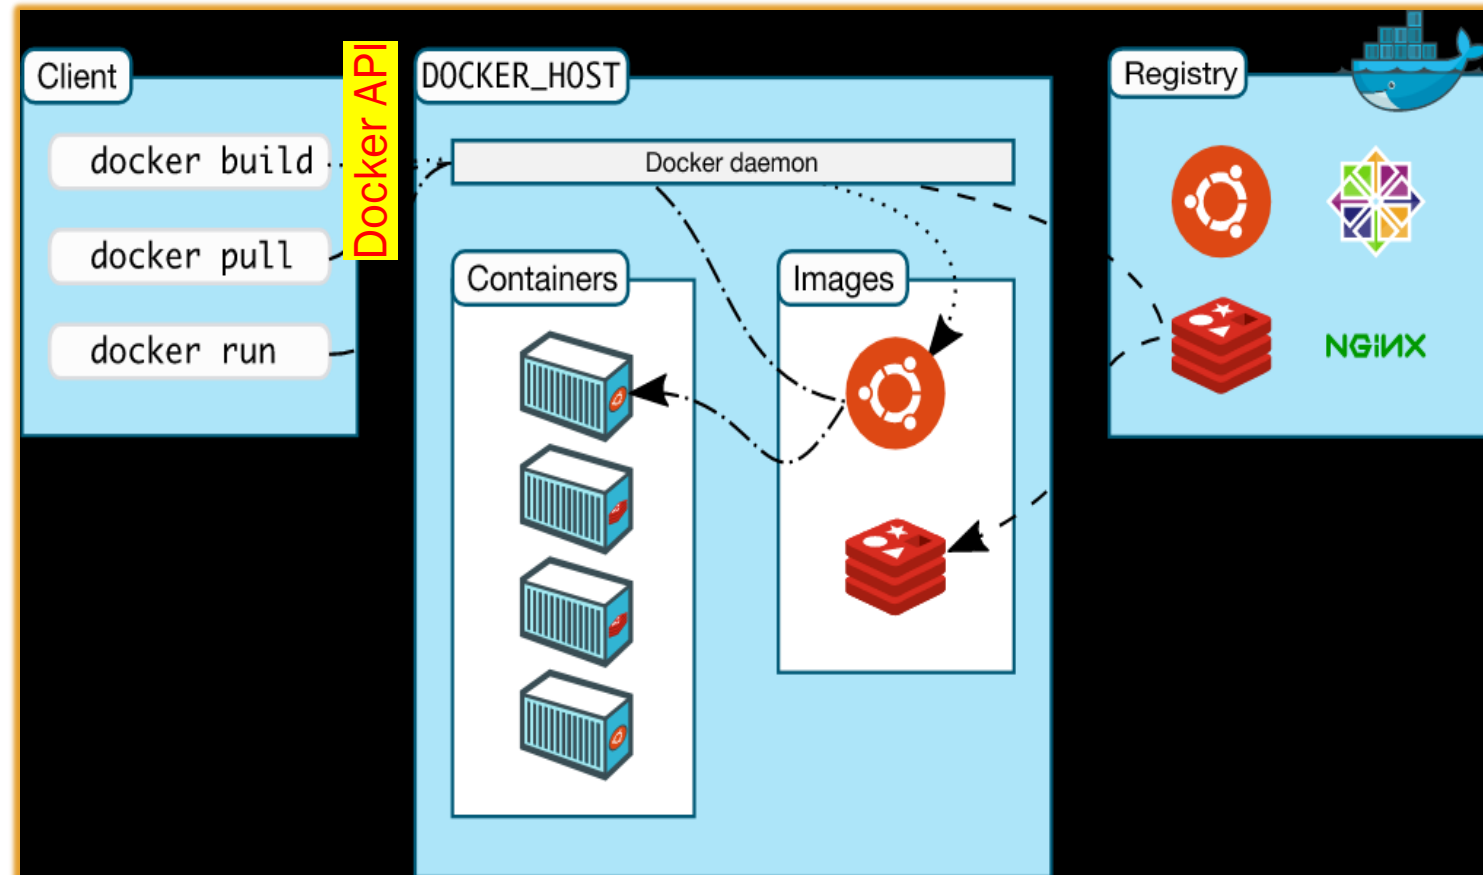 Client
docker build
docker pull
docker run
Docker API
DOCKER_HOST
Docker daemon
Containers
Images
Registry
NGiNX